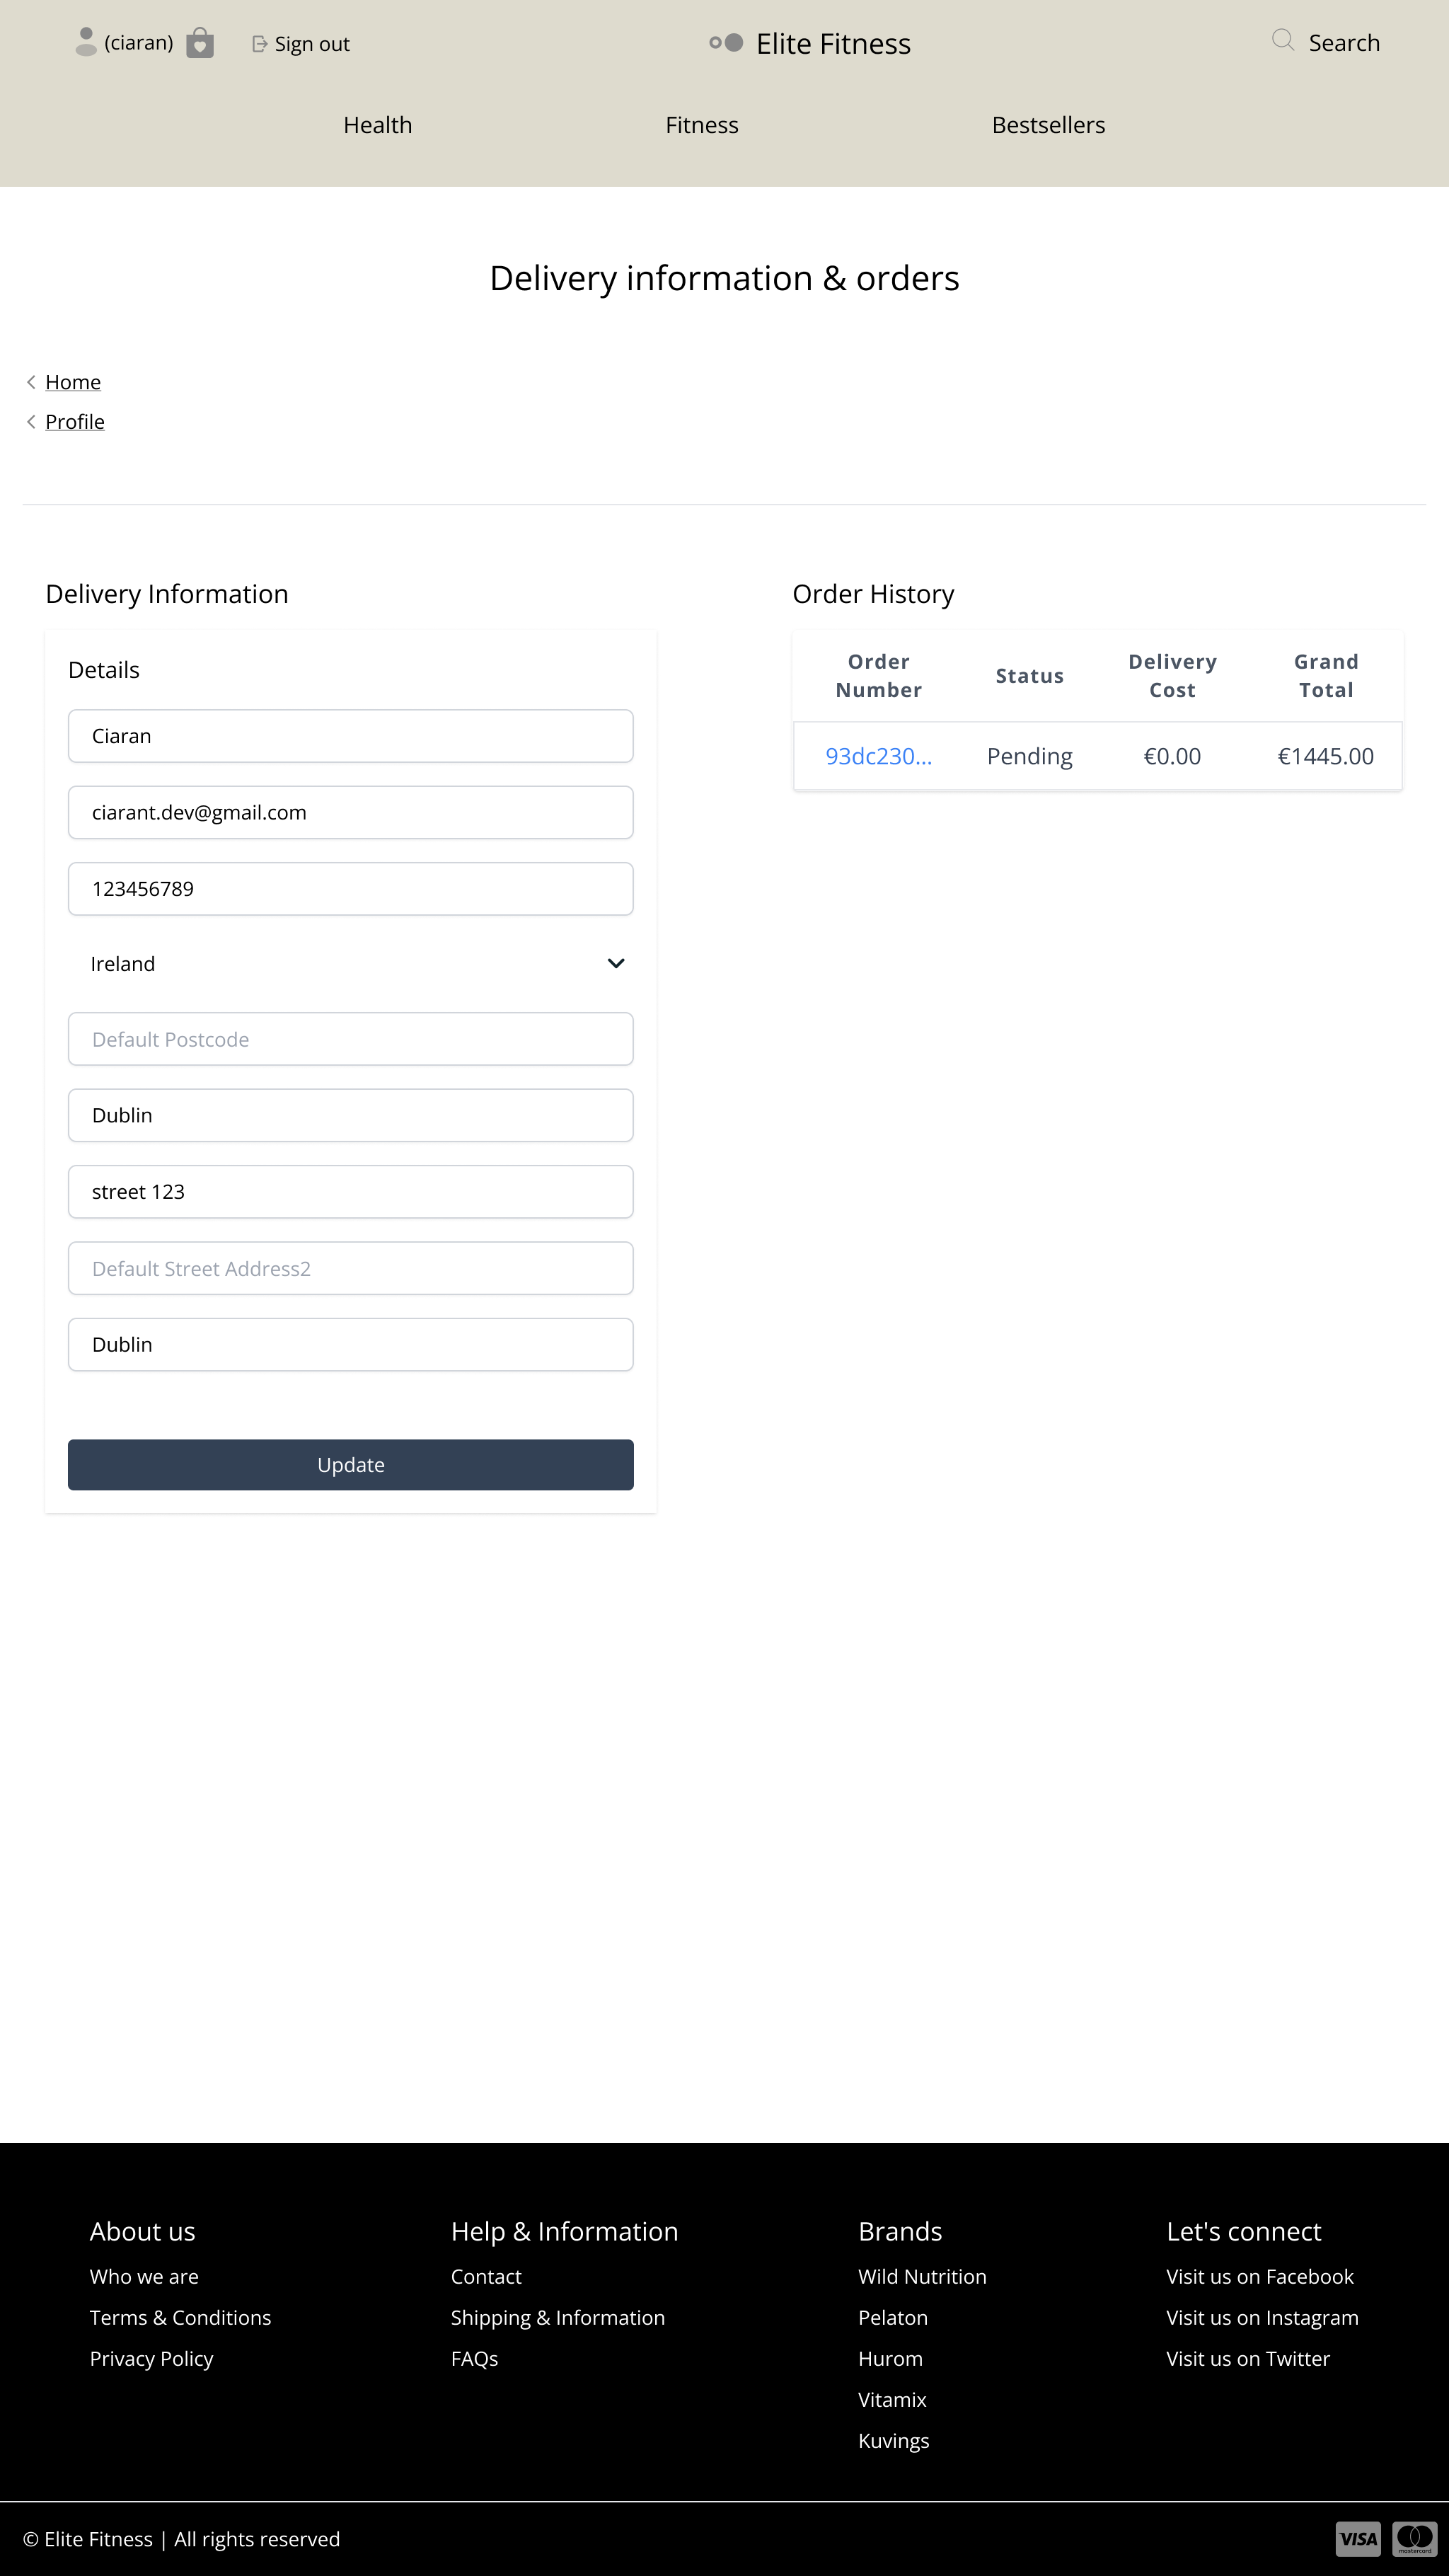 (ciaran)
Sign out
Elite Fitness
Search
Health
Fitness
Bestsellers
Delivery information & orders
Home
Profile
Delivery Information
Details
Ciaran
ciarant.dev@gmail.com
123456789
Ireland
Default Postcode
Dublin
street 123
Default Street Address2
Dublin
Update
Order History
Order Number
Status
Delivery Cost
Grand Total
93dc230...
Pending
€0.00
€1445.00
About us
Who we are
Terms & Conditions
Privacy Policy
Help & Information
Contact
Shipping & Information
FAQs
Brands
Wild Nutrition
Pelaton
Hurom
Vitamix
Kuvings
Let's connect
Visit us on Facebook
Visit us on Instagram
Visit us on Twitter
© Elite Fitness | All rights reserved
VISA
mastercard